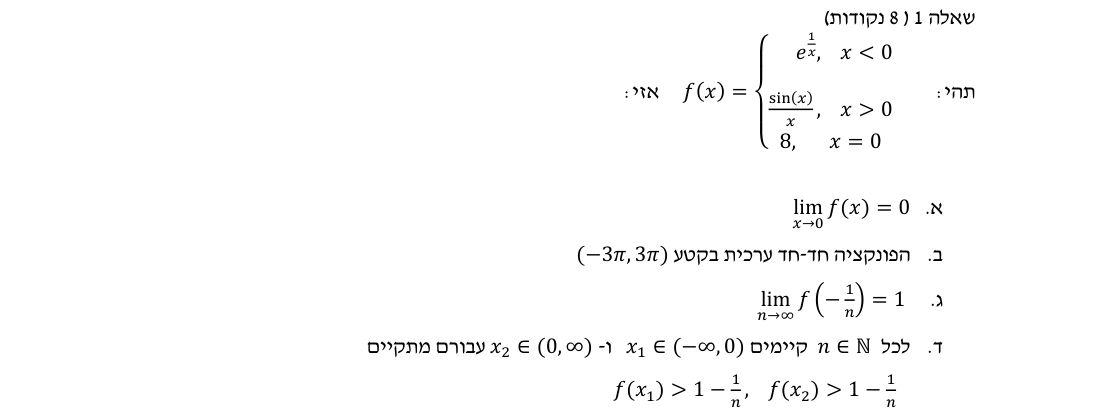 שאלה 1 ( 8 נקודות)
תהי: f(x) = { e^{1/x}, x < 0
sin(x)/x, x > 0
8, x = 0 אזי:
א. lim_{x→0} f(x) = 0
ב. הפונקציה חד-חד ערכית בקטע (−3π, 3π)
ג. lim_{n→∞} f(−1/n) = 1
ד. לכל n ∈ ℕ קיימים x₁ ∈ (−∞, 0) ו- x₂ ∈ (0, ∞) עבורם מתקיים
f(x₁) > 1 − 1/n, f(x₂) > 1 − 1/n